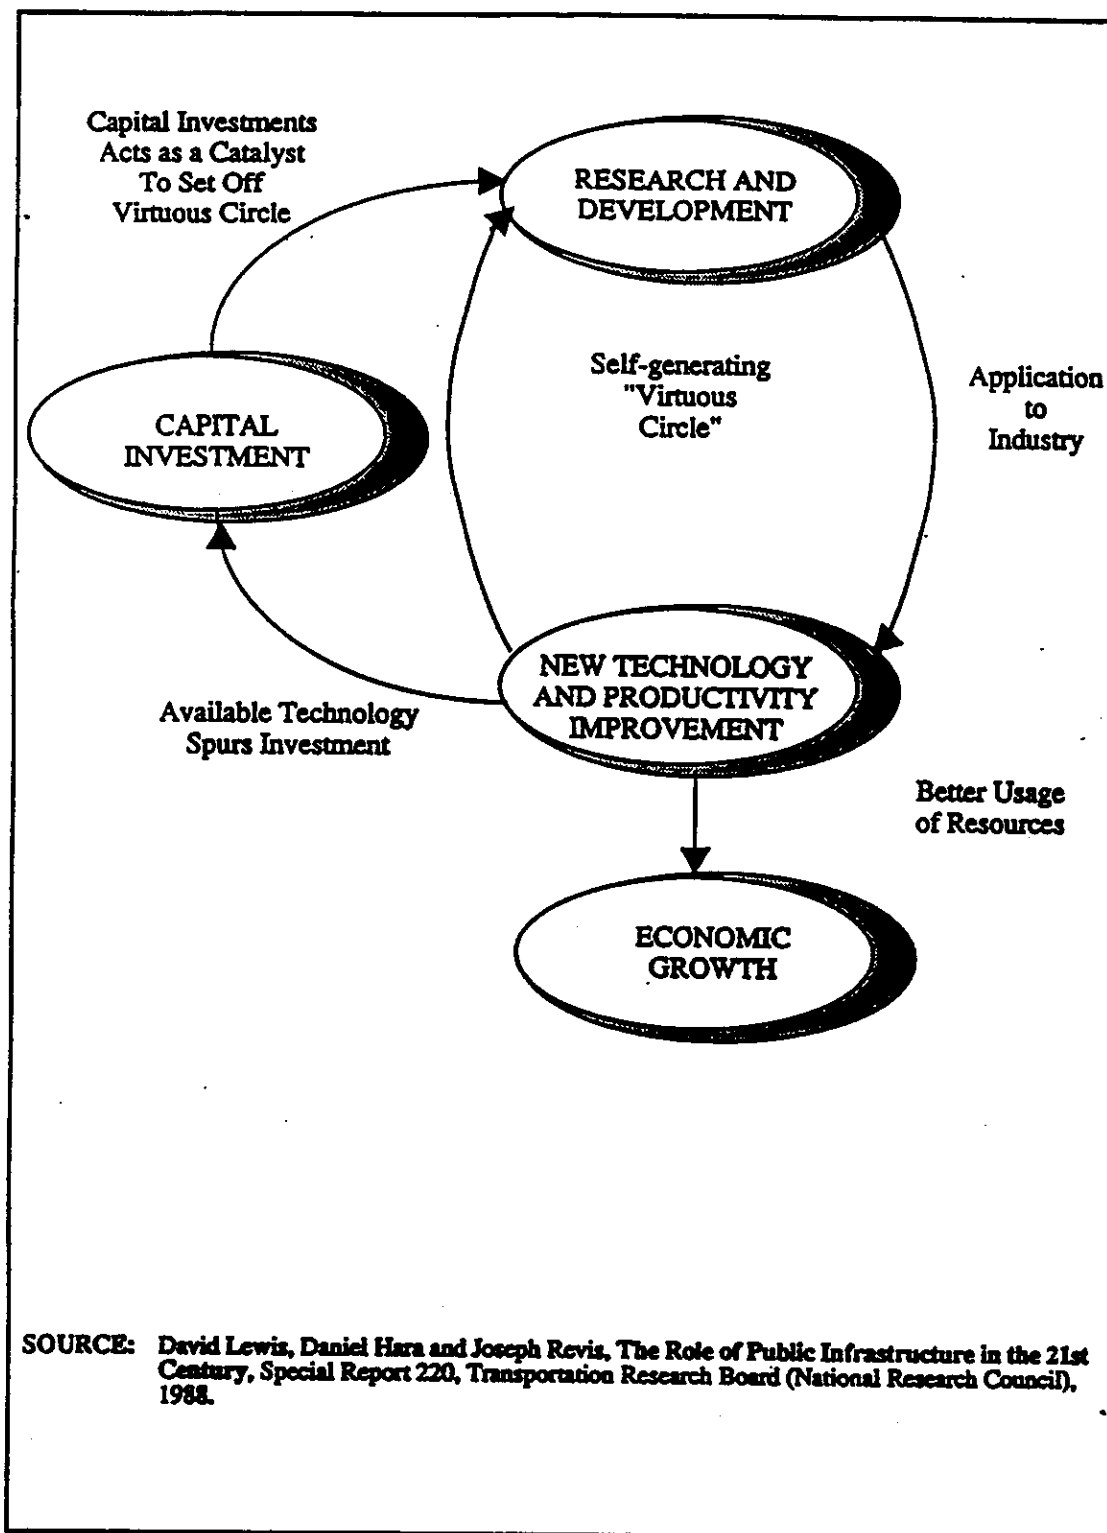 Capital Investments
Acts as a Catalyst
To Set Off
Virtuous Circle
RESEARCH AND
DEVELOPMENT
Self-generating
"Virtuous
Circle"
Application
to
Industry
CAPITAL
INVESTMENT
NEW TECHNOLOGY
AND PRODUCTIVITY
IMPROVEMENT
Available Technology
Spurs Investment
Better Usage
of Resources
ECONOMIC
GROWTH
SOURCE: David Lewis, Daniel Hara and Joseph Revis, The Role of Public Infrastructure in the 21st
Century, Special Report 220, Transportation Research Board (National Research Council),
1988.